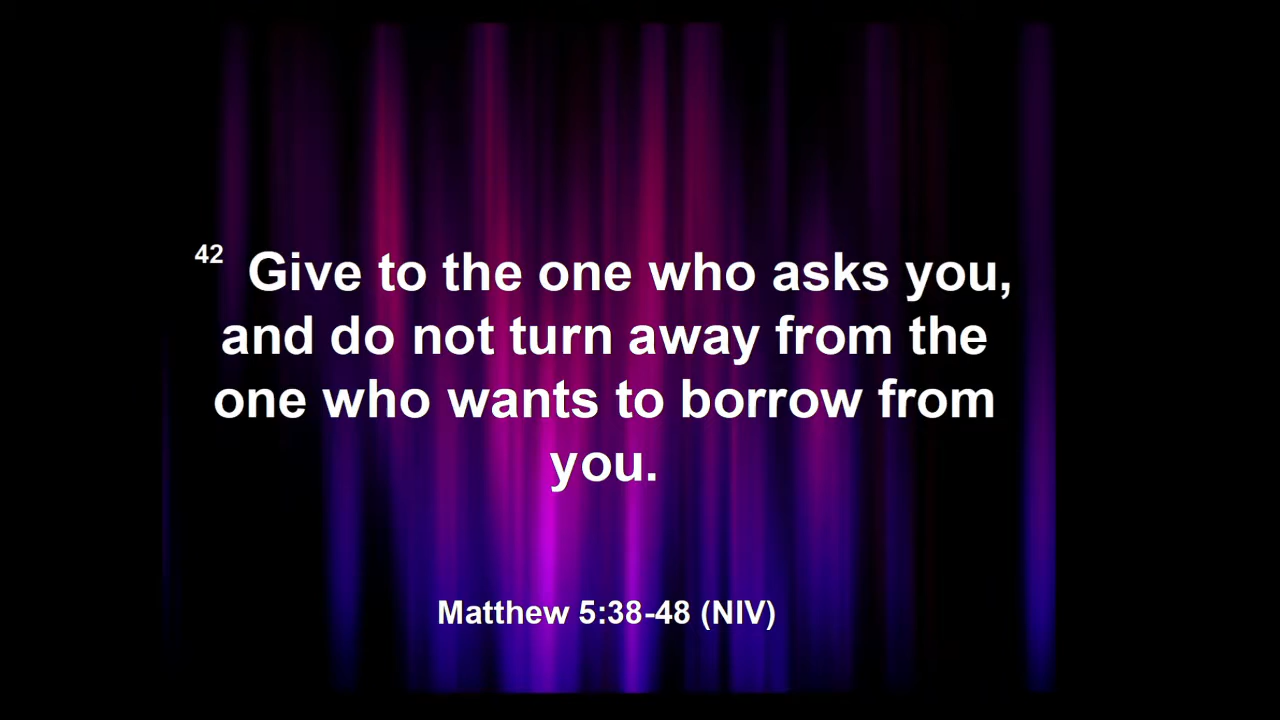 42 Give to the one who asks you,
and do not turn away from the
one who wants to borrow from
you.
Matthew 5:38-48 (NIV)